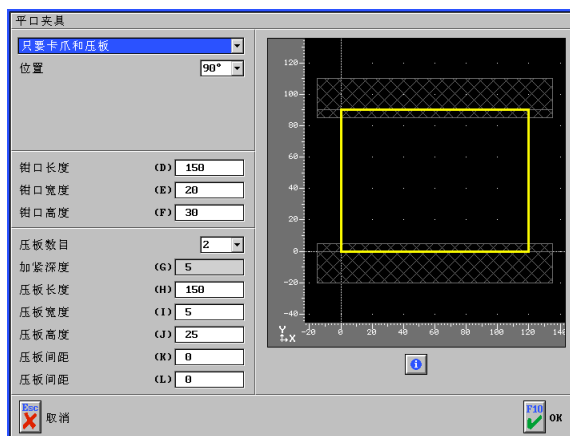 平口夹具
只要卡爪和压板
位置 90°
钳口长度 (D) 150
钳口宽度 (E) 20
钳口高度 (F) 30
压板数目 2
加紧深度 (G) 5
压板长度 (H) 150
压板宽度 (I) 5
压板高度 (J) 25
压板间距 (K) 0
压板间距 (L) 0
120
100
80
60
40
20
0
-20
-40
Y
X -20 0 20 40 60 80 100 120 140
i
Esc 取消
F10 OK